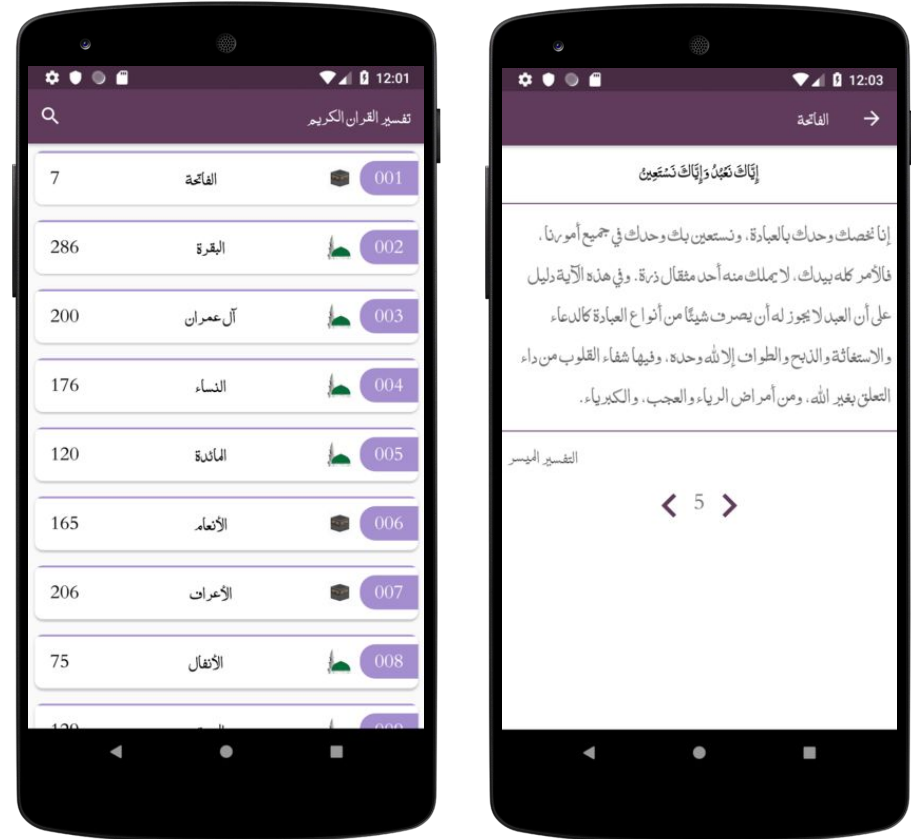 12:01
تفسير القران الكريم
001 الفاتحة 7
002 البقرة 286
003 آل عمران 200
004 النساء 176
005 المائدة 120
006 الأنعام 165
007 الأعراف 206
008 الأنفال 75
12:03
الفاتحة
إِيَّاكَ نَعْبُدُ وَإِيَّاكَ نَسْتَعِينُ
إنا نخصك وحدك بالعبادة، ونستعين بك وحدك في جميع أمورنا،
فالأمر كله بيدك، لا يملك منه أحد مثقال ذرة. وفي هذه الآية دليل
على أن العبد لا يجوز له أن يصرف شيئًا من أنواع العبادة كالدعاء
والاستغاثة والذبح والطواف إلا لله وحده، وفيها شفاء القلوب من داء
التعلق بغير الله، ومن أمراض الرياء والعجب، والكبرياء.
التفسير الميسر
5